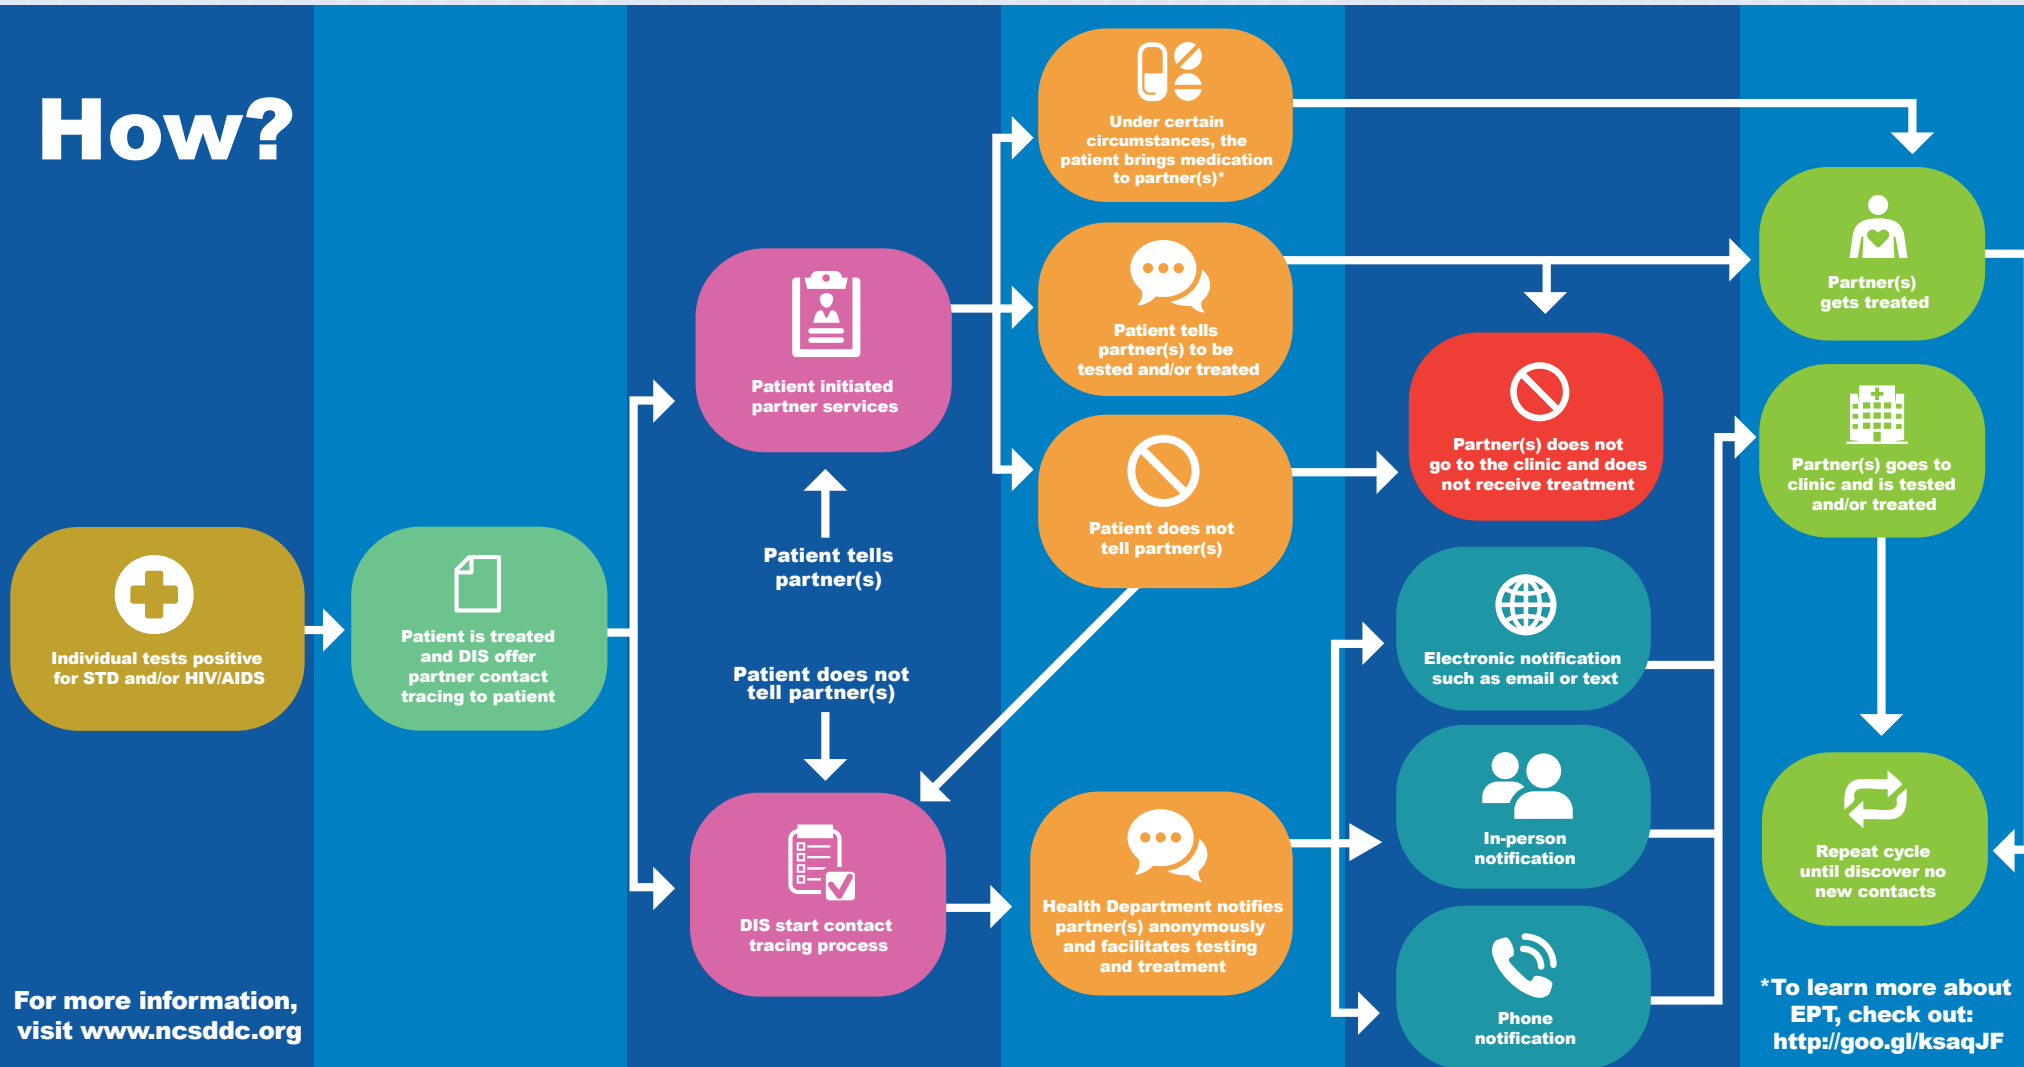 How?
Individual tests positive
for STD and/or HIV/AIDS
Patient is treated
and DIS offer
partner contact
tracing to patient
Patient initiated
partner services
Patient tells
partner(s)
Patient does not
tell partner(s)
DIS start contact
tracing process
Under certain
circumstances, the
patient brings medication
to partner(s)*
Patient tells
partner(s) to be
tested and/or treated
Patient does not
tell partner(s)
Health Department notifies
partner(s) anonymously
and facilitates testing
and treatment
Partner(s) does not
go to the clinic and does
not receive treatment
Electronic notification
such as email or text
In-person
notification
Phone
notification
Partner(s)
gets treated
Partner(s) goes to
clinic and is tested
and/or treated
Repeat cycle
until discover no
new contacts
For more information,
visit www.ncsddc.org
*To learn more about
EPT, check out:
http://goo.gl/ksaqJF